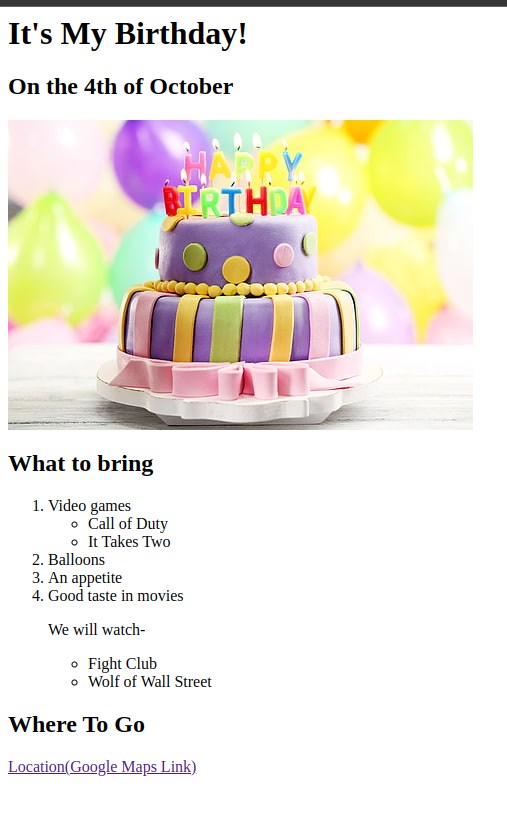 It's My Birthday!
On the 4th of October
HAPPY
BIRTHDAY
What to bring
1. Video games
Call of Duty
It Takes Two
2. Balloons
3. An appetite
4. Good taste in movies
We will watch-
Fight Club
Wolf of Wall Street
Where To Go
Location(Google Maps Link)